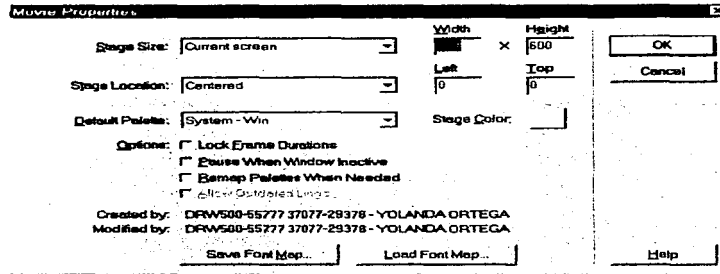 Movie Properties
Width Height
Stage Size: Current screen × 600 OK
Left Top
Stage Location: Centered 0 0 Cancel
Default Palette: System - Win Stage Color:
Options: Lock Frame Durations
Pause When Window Inactive
Remap Palettes When Needed
Allow Outdated Lingo
Created by: DRW500-55777 37077-29378 - YOLANDA ORTEGA
Modified by: DRW500-55777 37077-29378 - YOLANDA ORTEGA
Save Font Map... Load Font Map... Help